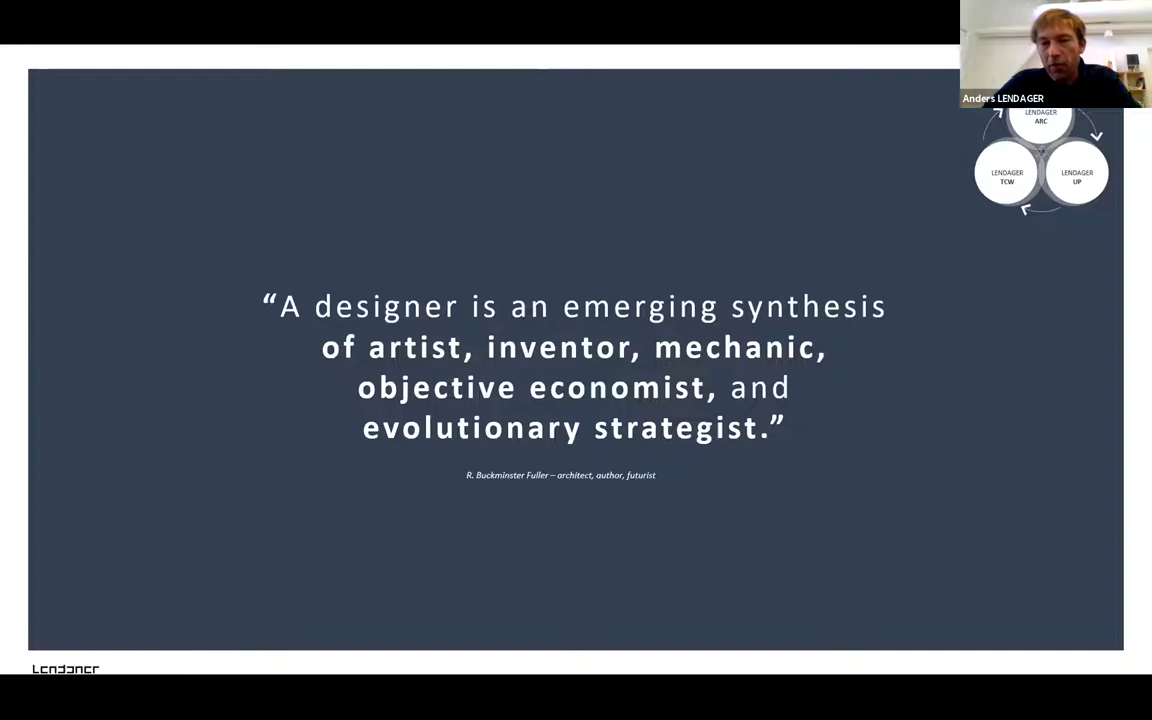 Anders LENDAGER
LENDAGER
ARC
LENDAGER
TCW
LENDAGER
UP
“A designer is an emerging synthesis
of artist, inventor, mechanic,
objective economist, and
evolutionary strategist.”
R. Buckminster Fuller – architect, author, futurist
Lendager